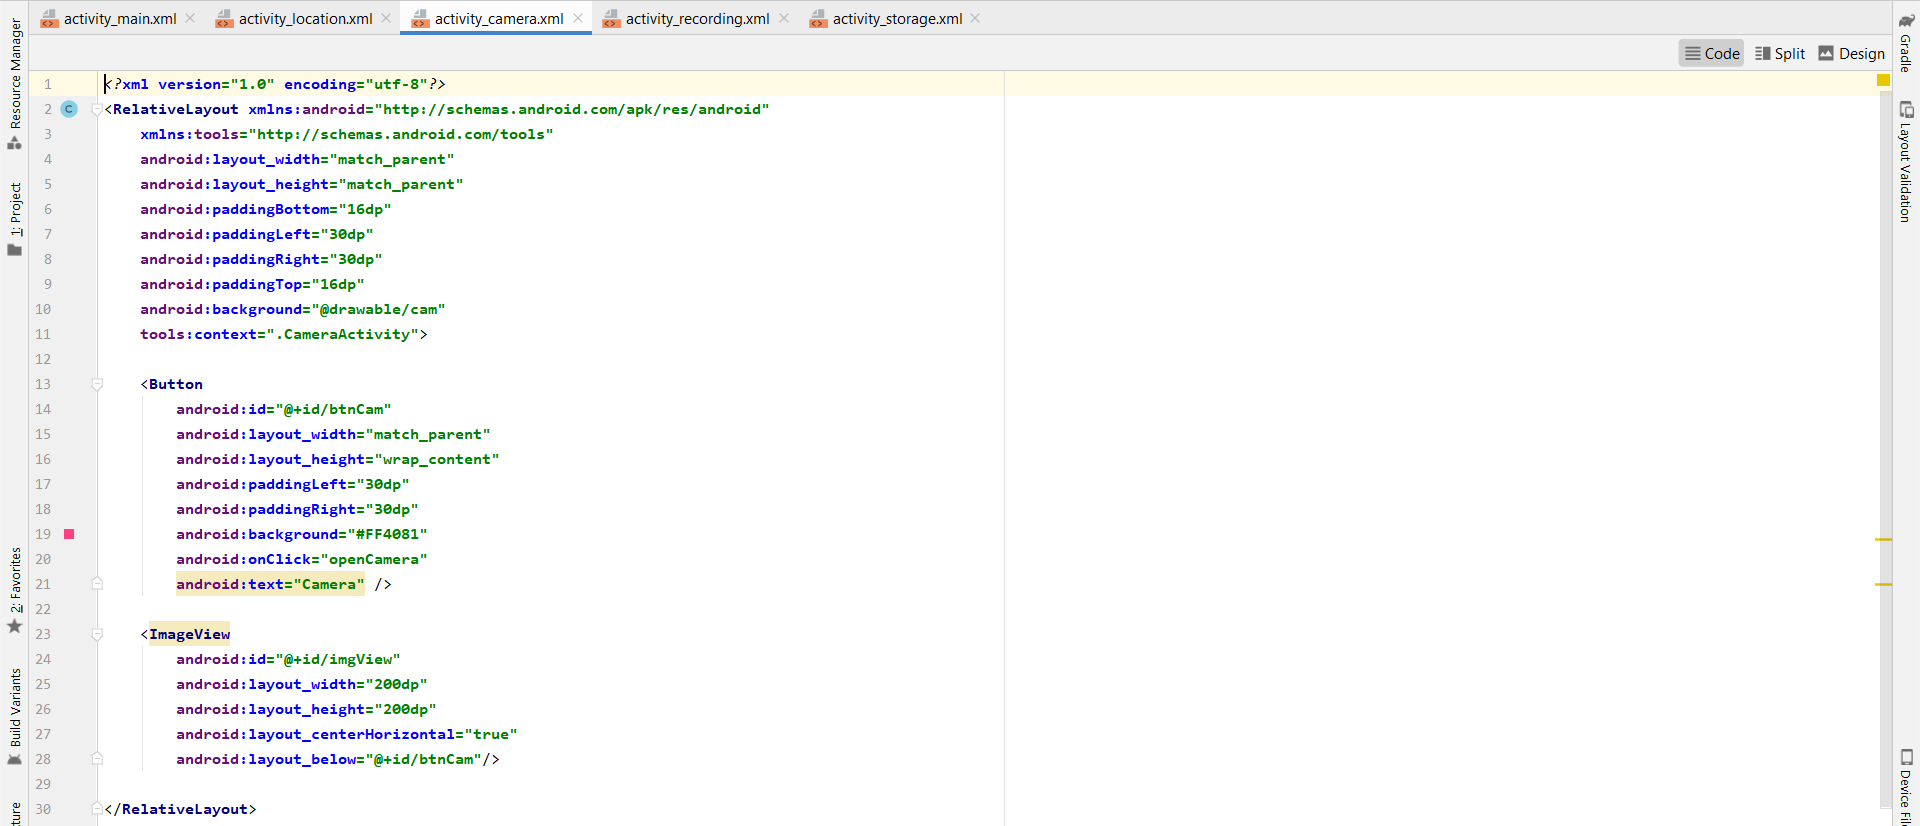 activity_main.xml activity_location.xml activity_camera.xml activity_recording.xml activity_storage.xml
Code Split Design
Resource Manager
1: Project
2: Favorites
Build Variants
1 <?xml version="1.0" encoding="utf-8"?>
2 C <RelativeLayout xmlns:android="http://schemas.android.com/apk/res/android"
3     xmlns:tools="http://schemas.android.com/tools"
4     android:layout_width="match_parent"
5     android:layout_height="match_parent"
6     android:paddingBottom="16dp"
7     android:paddingLeft="30dp"
8     android:paddingRight="30dp"
9     android:paddingTop="16dp"
10     android:background="@drawable/cam"
11     tools:context=".CameraActivity">
12
13     <Button
14         android:id="@+id/btnCam"
15         android:layout_width="match_parent"
16         android:layout_height="wrap_content"
17         android:paddingLeft="30dp"
18         android:paddingRight="30dp"
19         android:background="#FF4081"
20         android:onClick="openCamera"
21         android:text="Camera" />
22
23     <ImageView
24         android:id="@+id/imgView"
25         android:layout_width="200dp"
26         android:layout_height="200dp"
27         android:layout_centerHorizontal="true"
28         android:layout_below="@+id/btnCam"/>
29
30 </RelativeLayout>
Gradle
Layout Validation
Device